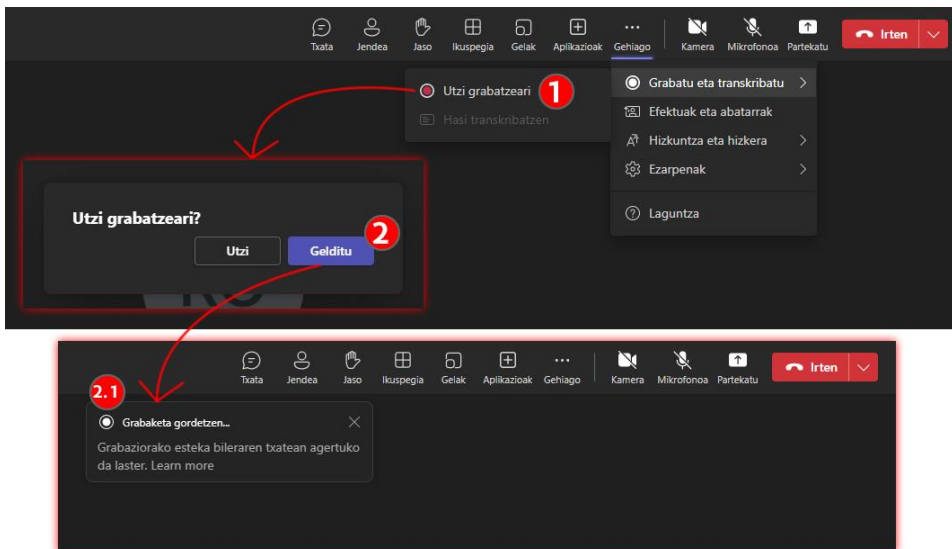 Txata Jendea Jaso Ikuspegia Gelak Aplikazioak Gehiago Kamera Mikrofonoa Partekatu Irten
Utzi grabatzeari 1
Hasi transkribatzen
Grabatu eta transkribatu
Efektuak eta abatarrak
Hizkuntza eta hizkera
Ezarpenak
Laguntza
Utzi grabatzeari?
Utzi Gelditu 2
Txata Jendea Jaso Ikuspegia Gelak Aplikazioak Gehiago Kamera Mikrofonoa Partekatu Irten
2.1
Grabaketa gordetzen...
Grabaziorako esteka bileraren txatean agertuko
da laster. Learn more